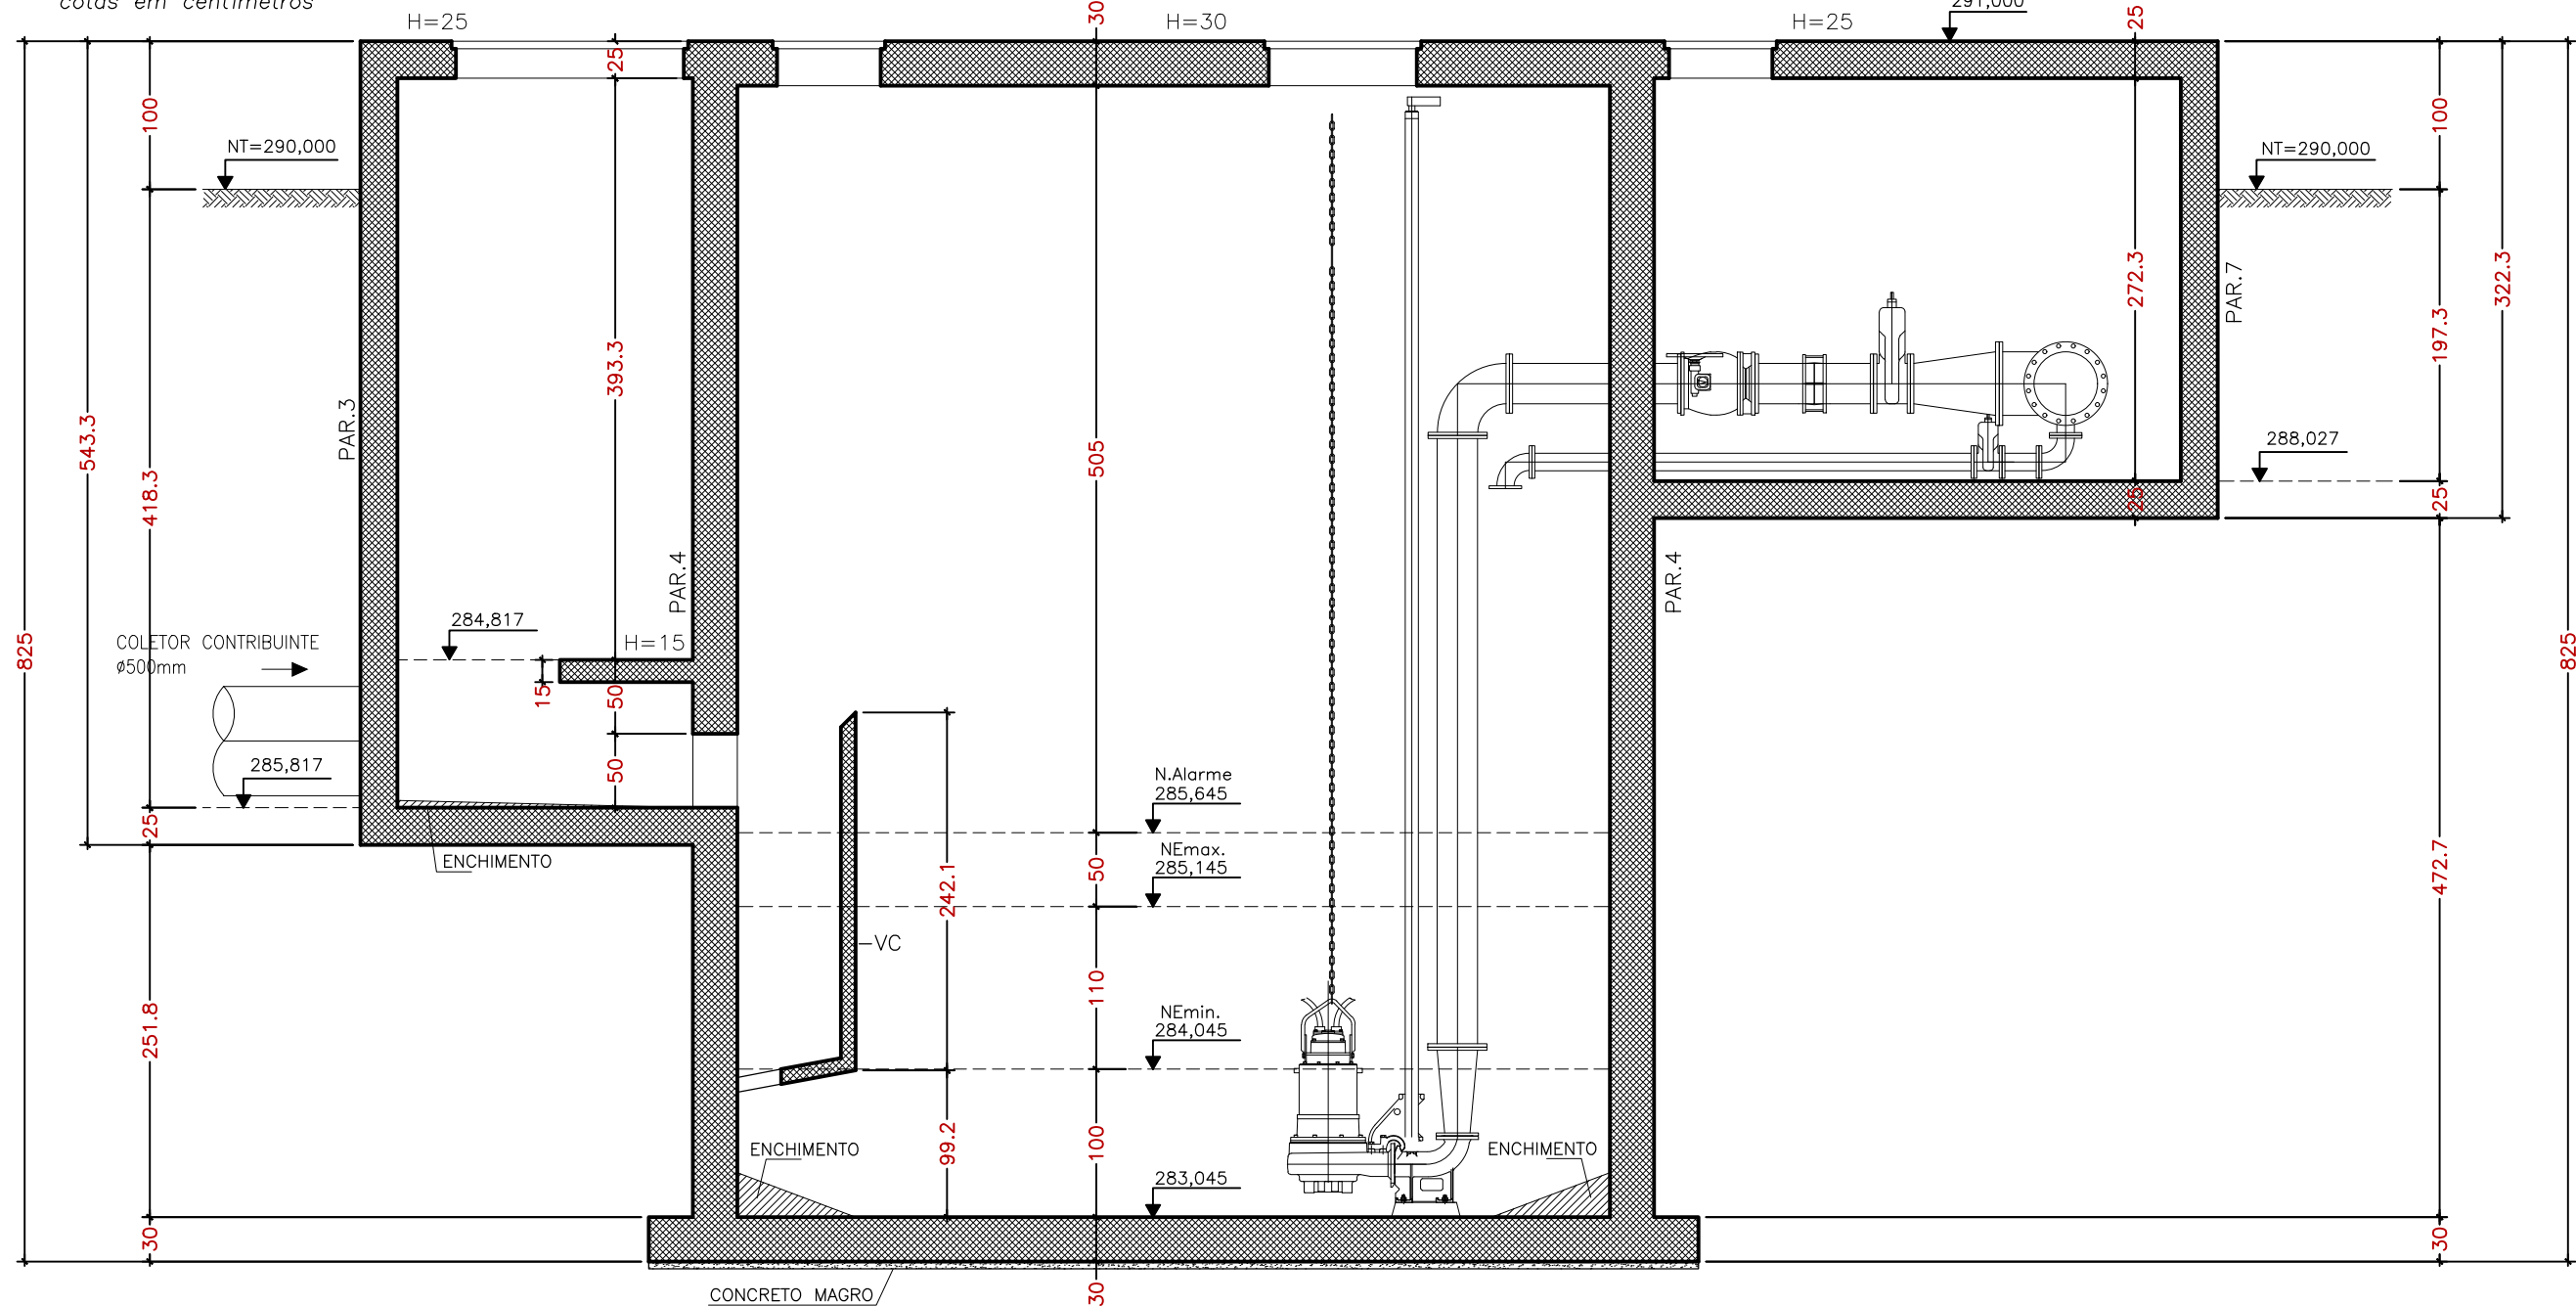 cotas em centímetros
H=25
30
H=30
291,000
H=25
25
25
100
NT=290,000
100
NT=290,000
393.3
272.3
322.3
PAR.7
197.3
PAR.3
543.3
505
418.3
288,027
25
25
PAR.4
PAR.4
284,817
COLETOR CONTRIBUINTE
ø500mm
H=15
825
825
15
50
285,817
50
N.Alarme
285,645
25
ENCHIMENTO
NEmax.
285,145
50
242.1
472.7
VC
110
251.8
NEmin.
284,045
ENCHIMENTO
99.2
100
ENCHIMENTO
283,045
30
30
CONCRETO MAGRO
30